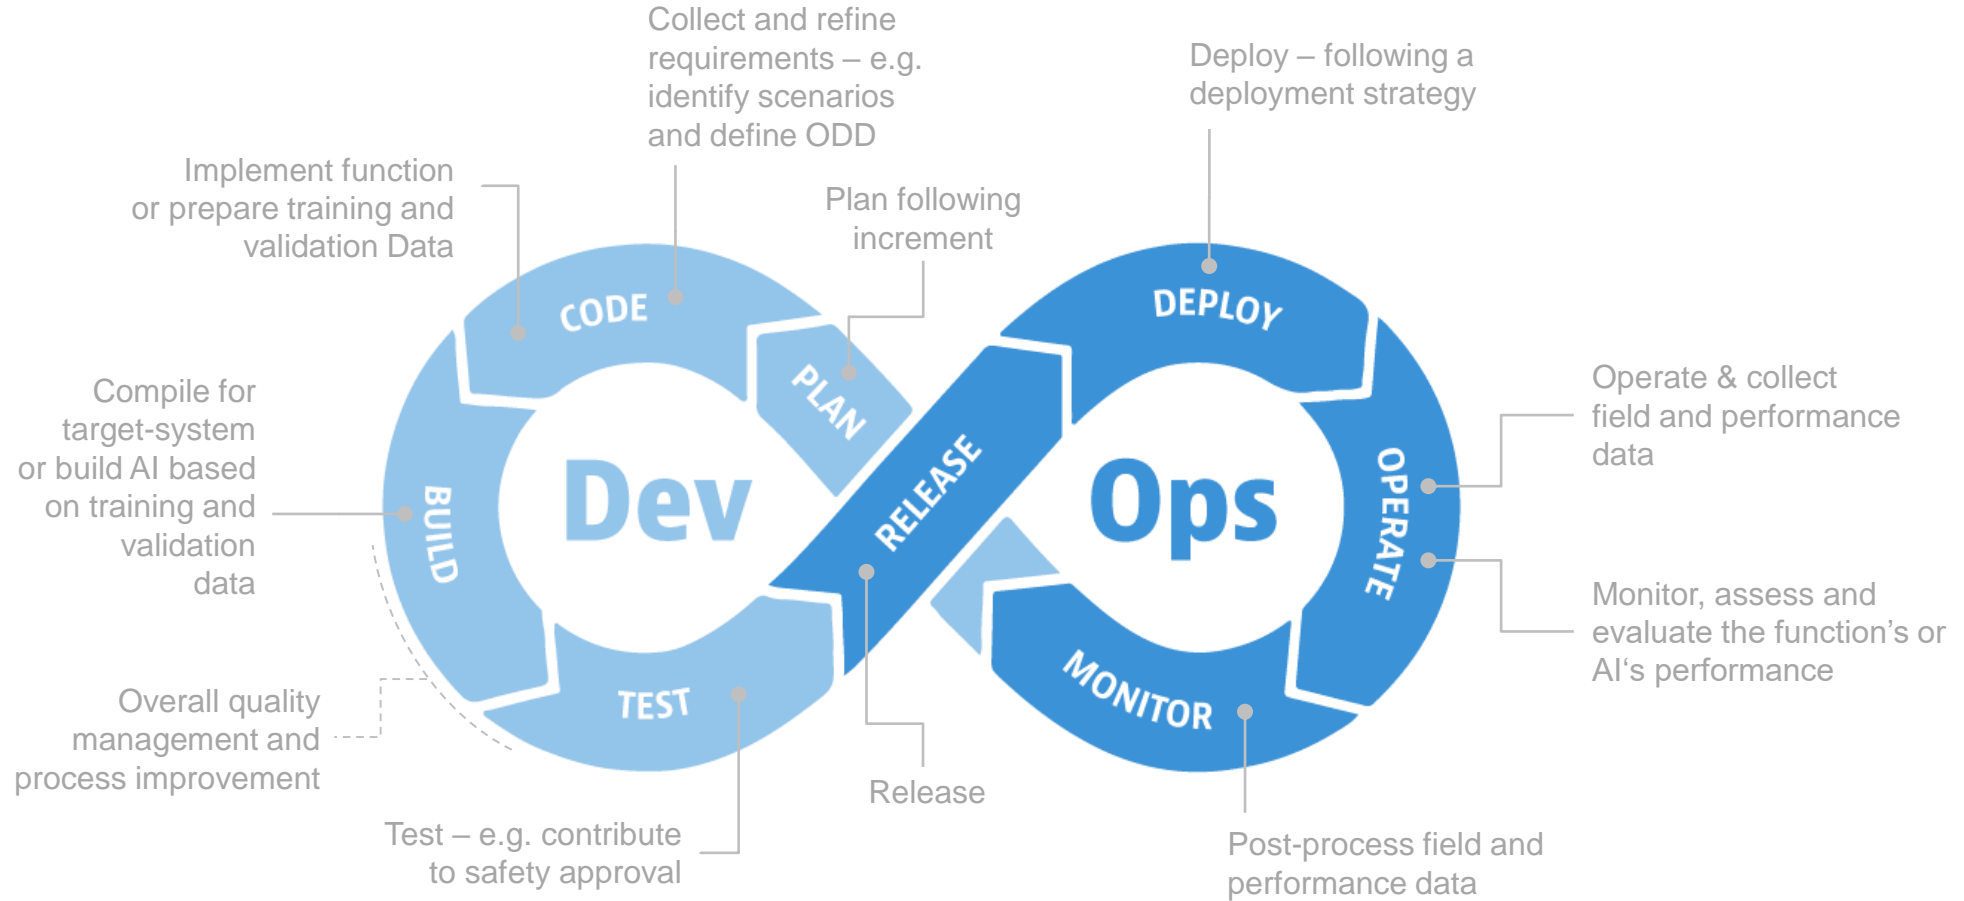 Collect and refine
requirements – e.g.
identify scenarios
and define ODD
Deploy – following a
deployment strategy
Implement function
or prepare training and
validation Data
Plan following
increment
CODE
PLAN
DEPLOY
Compile for
target-system
or build AI based
on training and
validation
data
BUILD
Dev
RELEASE
Ops
OPERATE
Operate & collect
field and performance
data
Monitor, assess and
evaluate the function’s or
AI‘s performance
TEST
MONITOR
Overall quality
management and
process improvement
Release
Test – e.g. contribute
to safety approval
Post-process field and
performance data